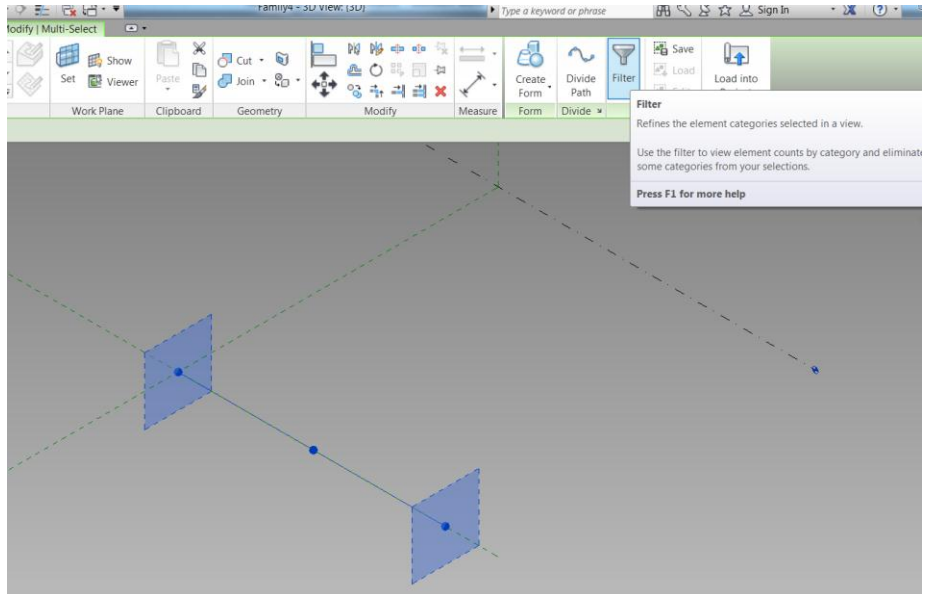 Family4 - 3D View: {3D}
Type a keyword or phrase
Sign In
Modify | Multi-Select
Show
Set
Viewer
Paste
Cut
Join
Create
Form
Divide
Path
Filter
Save
Load
Load into
Work Plane
Clipboard
Geometry
Modify
Measure
Form
Divide
Filter
Refines the element categories selected in a view.
Use the filter to view element counts by category and eliminate
some categories from your selections.
Press F1 for more help